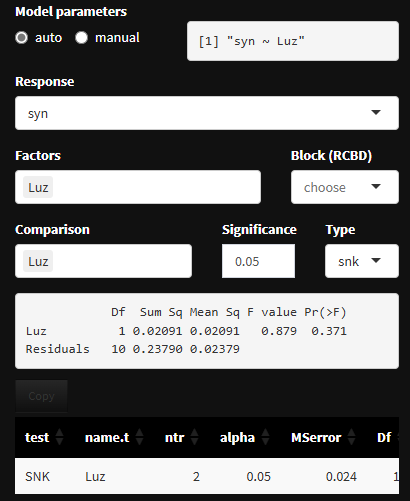 Model parameters
auto manual
[1] "syn ~ Luz"
Response
syn
Factors Block (RCBD)
Luz choose
Comparison Significance Type
Luz 0.05 snk
Df Sum Sq Mean Sq F value Pr(>F)
Luz 1 0.02091 0.02091 0.879 0.371
Residuals 10 0.23790 0.02379
Copy
test name.t ntr alpha MSerror Df
SNK Luz 2 0.05 0.024